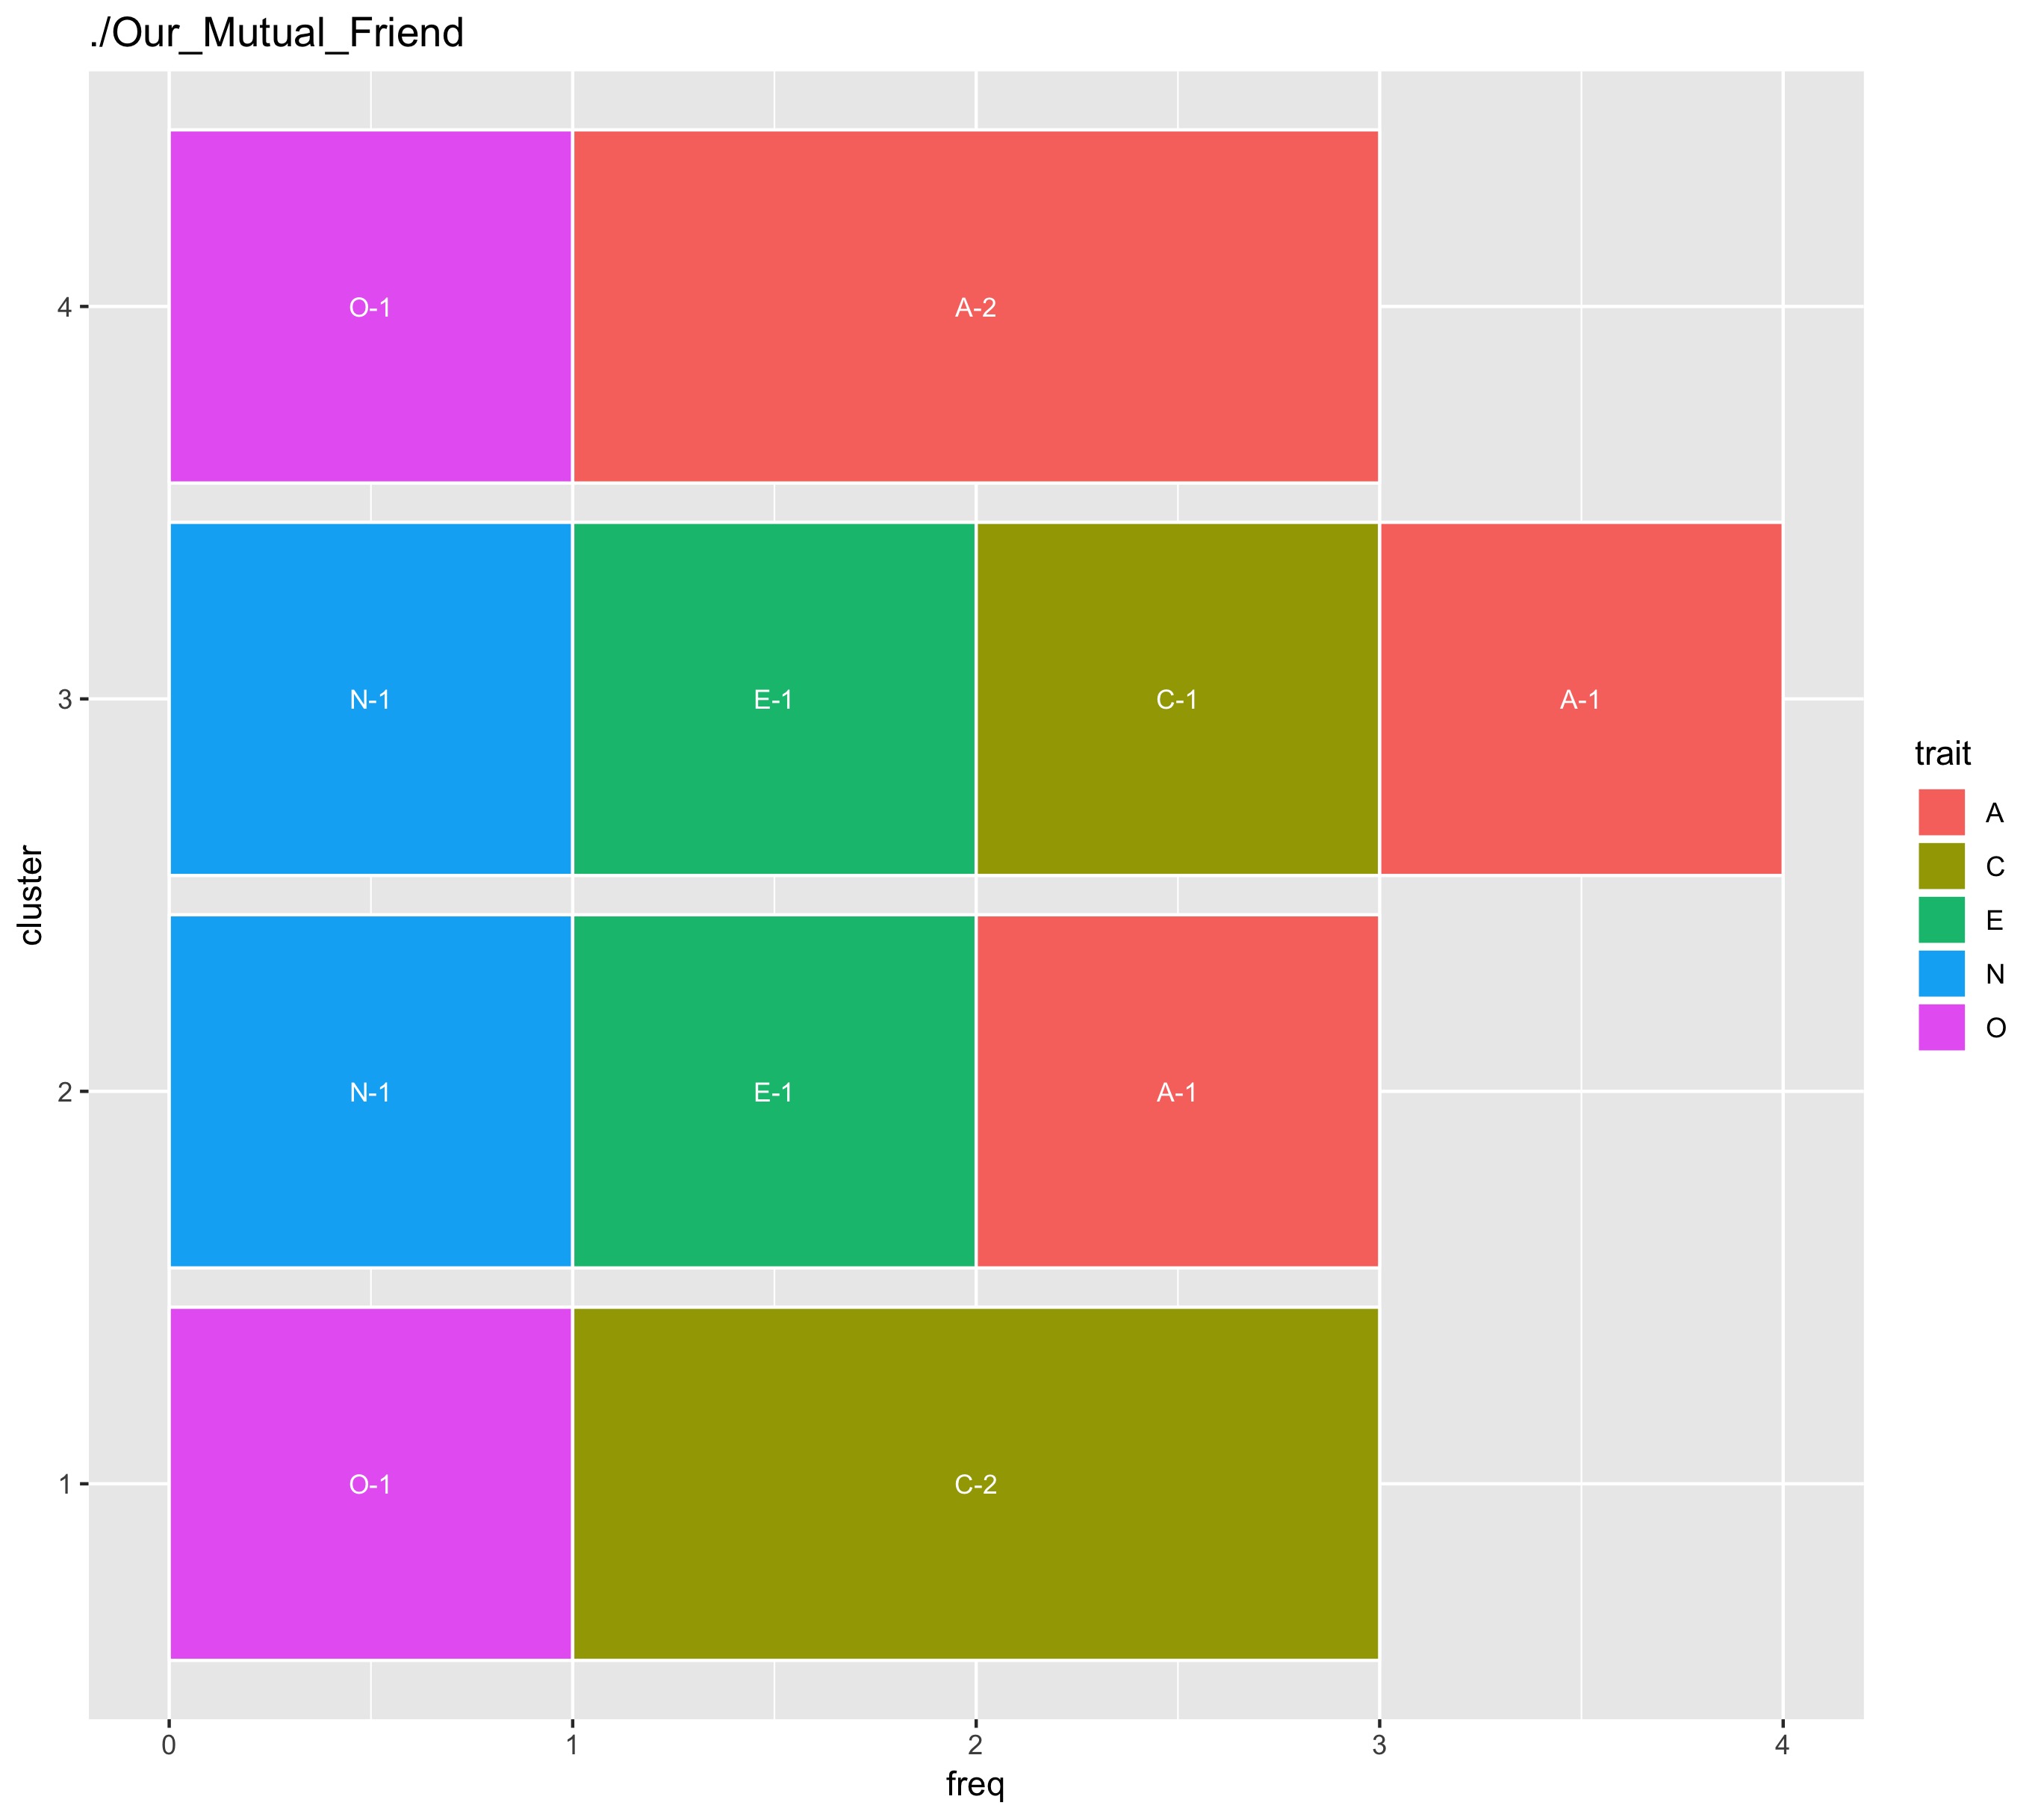 ./Our_Mutual_Friend
cluster
4
O-1 A-2
3
N-1 E-1 C-1 A-1
2
N-1 E-1 A-1
1
O-1 C-2
0 1 2 3 4
freq
trait
A
C
E
N
O